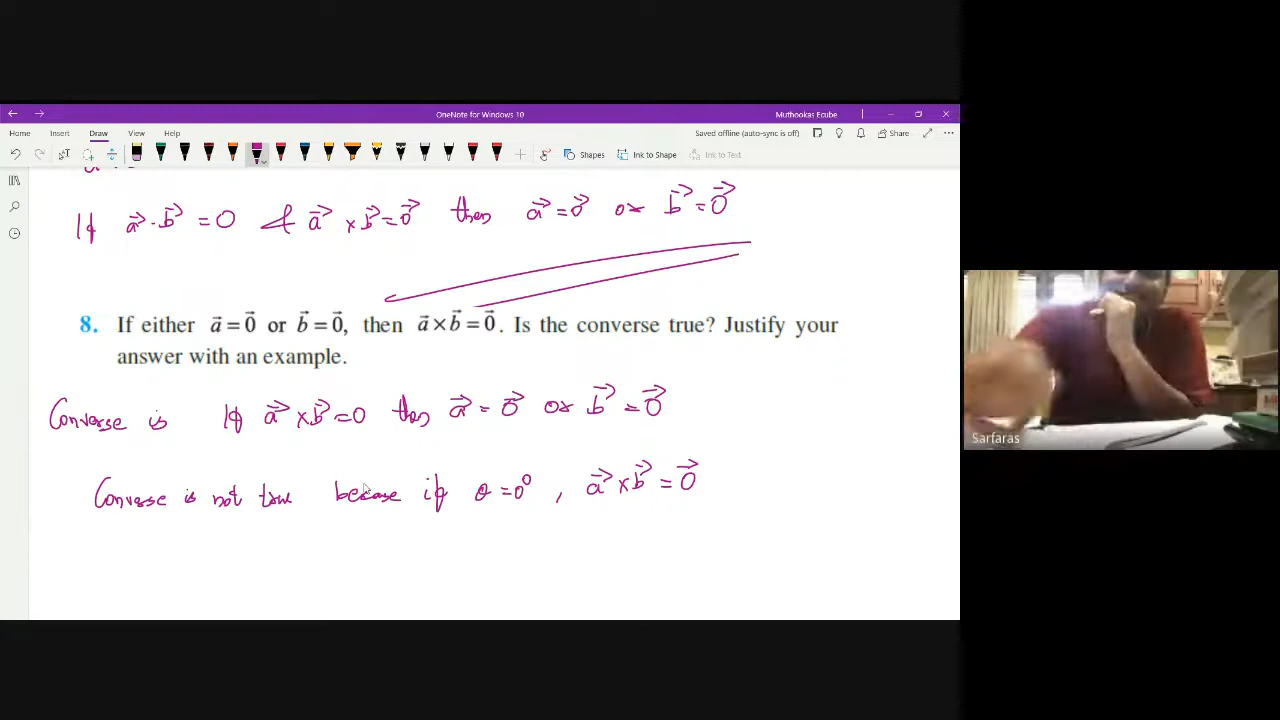 OneNote for Windows 10
Muthookas Ecube
Home Insert Draw View Help
Saved offline (auto-sync is off)
Share
Shapes Ink to Shape Ink to Text
If a⃗ · b⃗ = 0 & a⃗ × b⃗ = 0⃗ then a⃗ = 0⃗ or b⃗ = 0⃗
8. If either a⃗ = 0⃗ or b⃗ = 0⃗, then a⃗ × b⃗ = 0⃗. Is the converse true? Justify your
answer with an example.
Converse is If a⃗ × b⃗ = 0 then a⃗ = 0⃗ or b⃗ = 0⃗
Converse is not true because if θ = 0°, a⃗ × b⃗ = 0⃗
Sarfaras